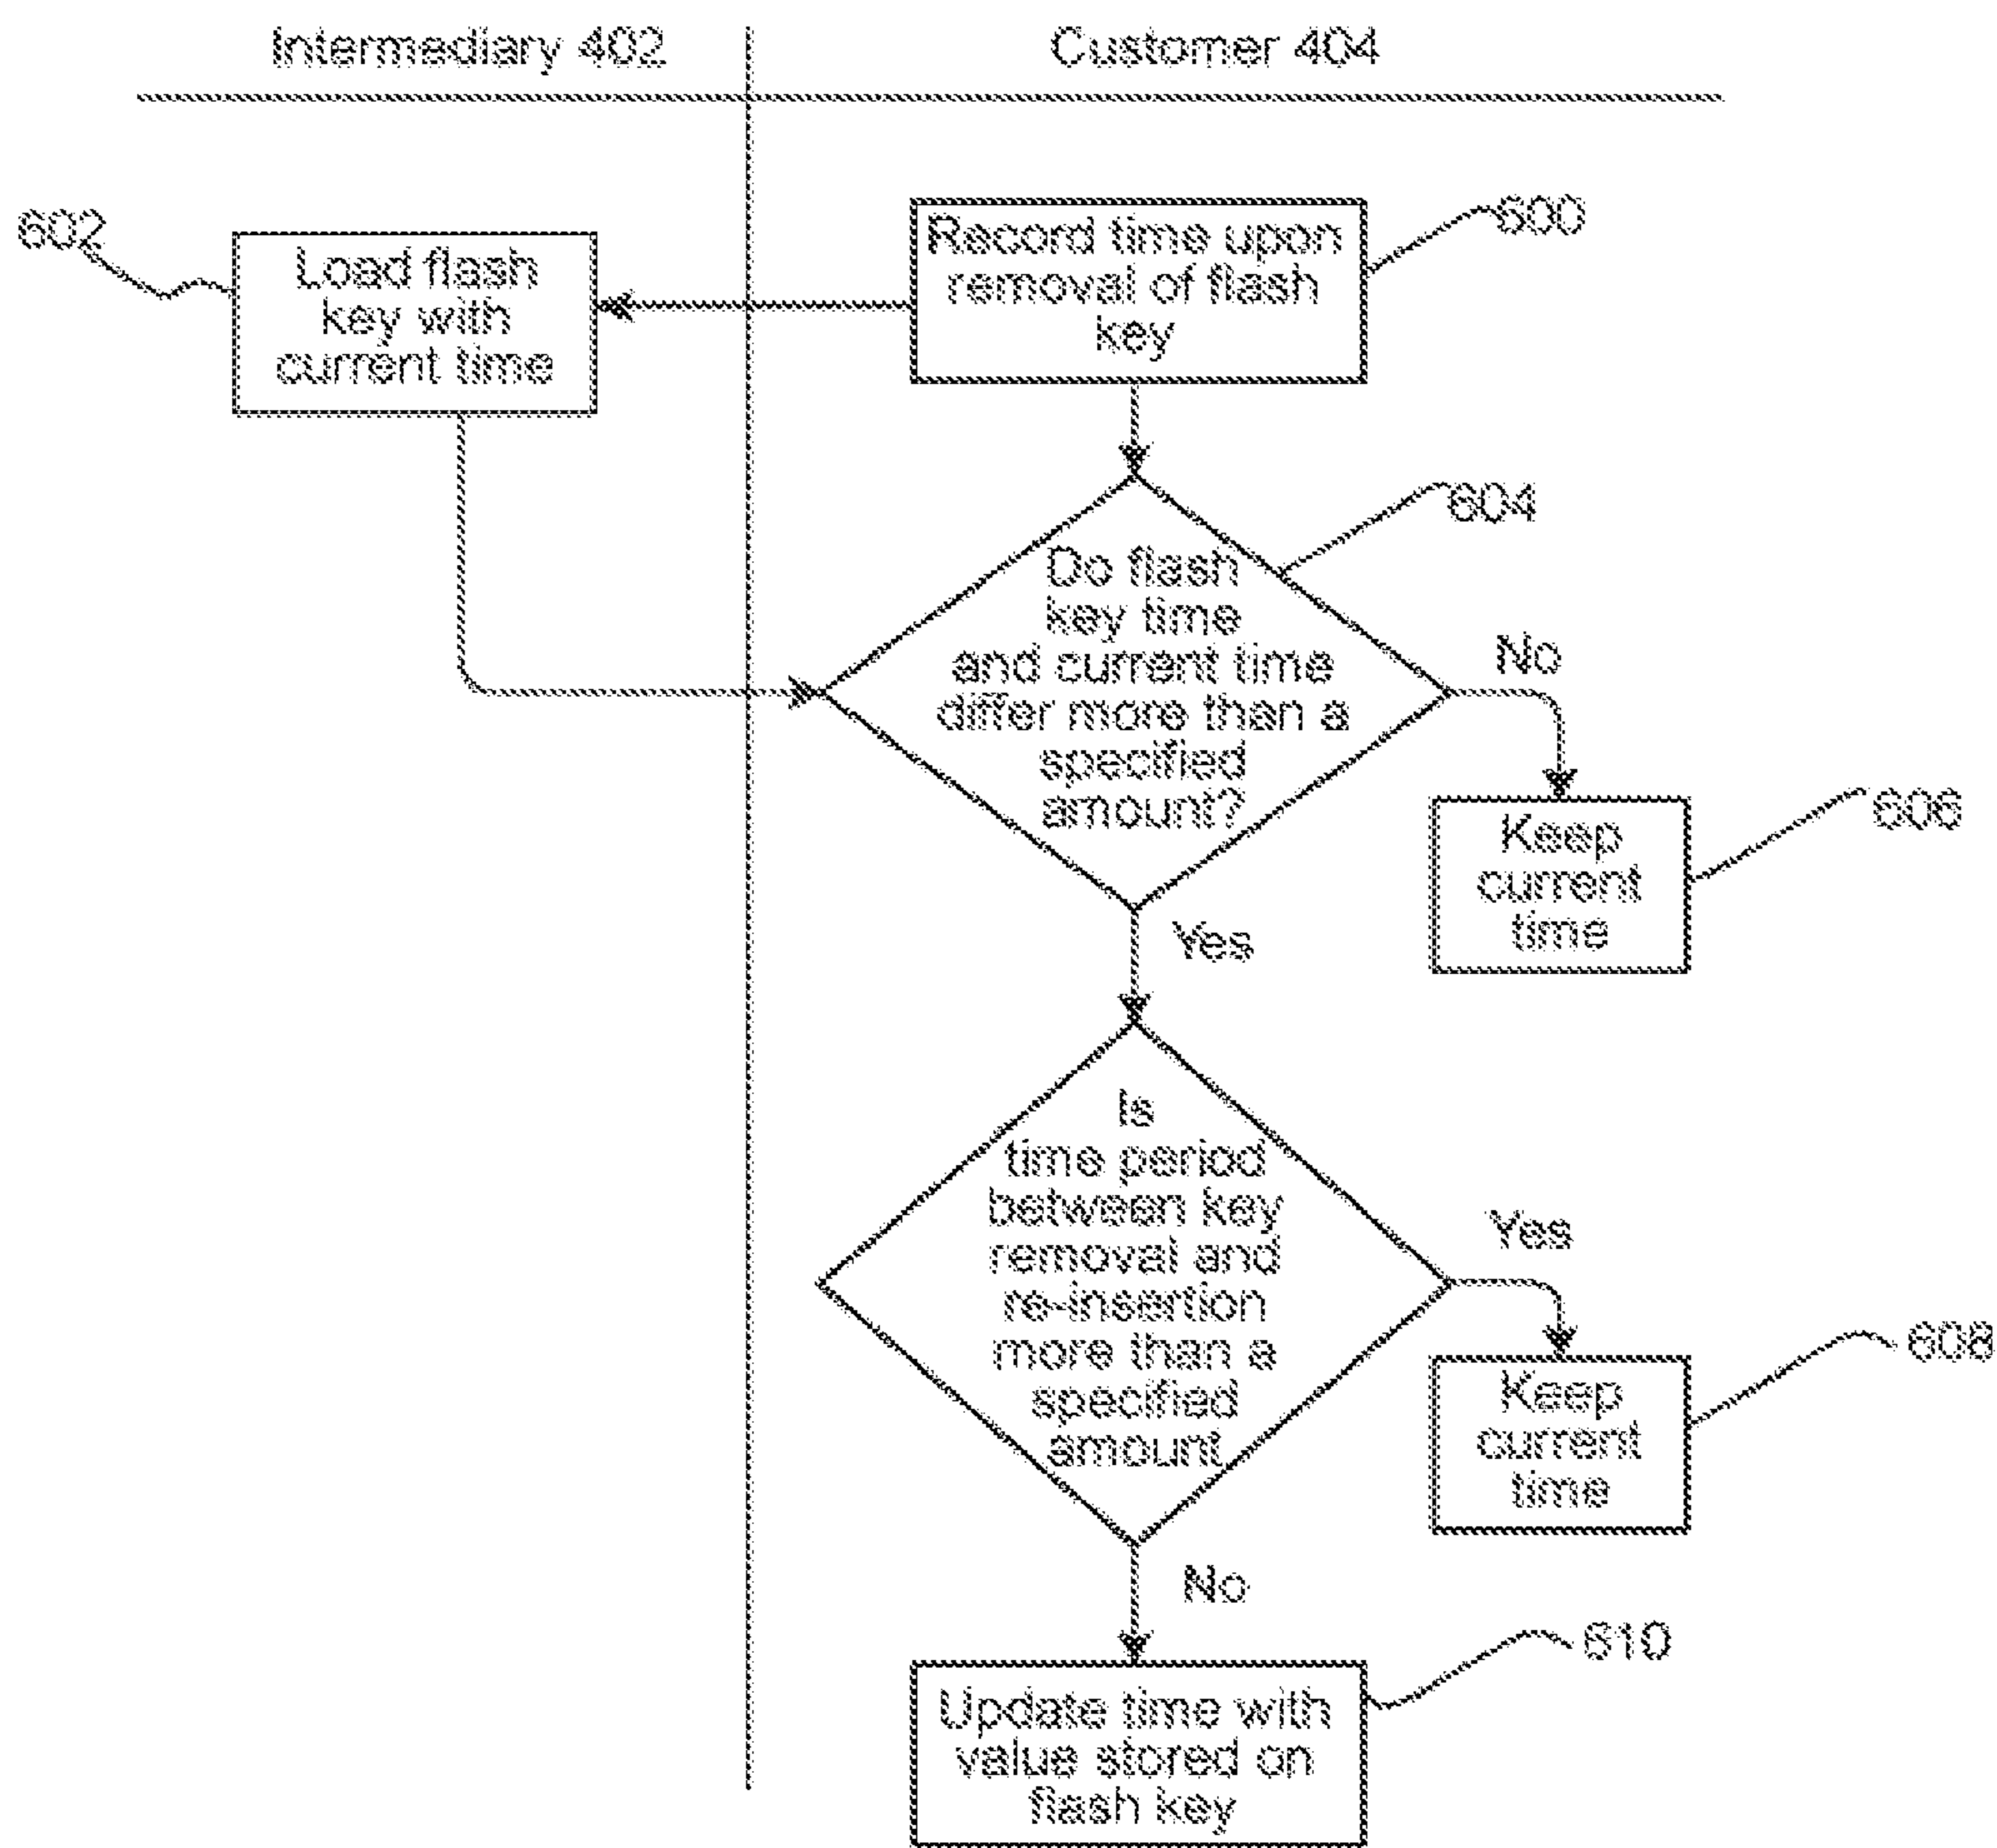 Intermediary 402
Customer 404
602
Load flash
key with
current time
Record time upon
removal of flash
key
600
604
Do flash
key time
and current time
differ more than a
specified
amount?
No
Keep
current
time
606
Yes
Is
time period
between key
removal and
re-insertion
more than a
specified
amount
Yes
Keep
current
time
608
No
610
Update time with
value stored on
flash key